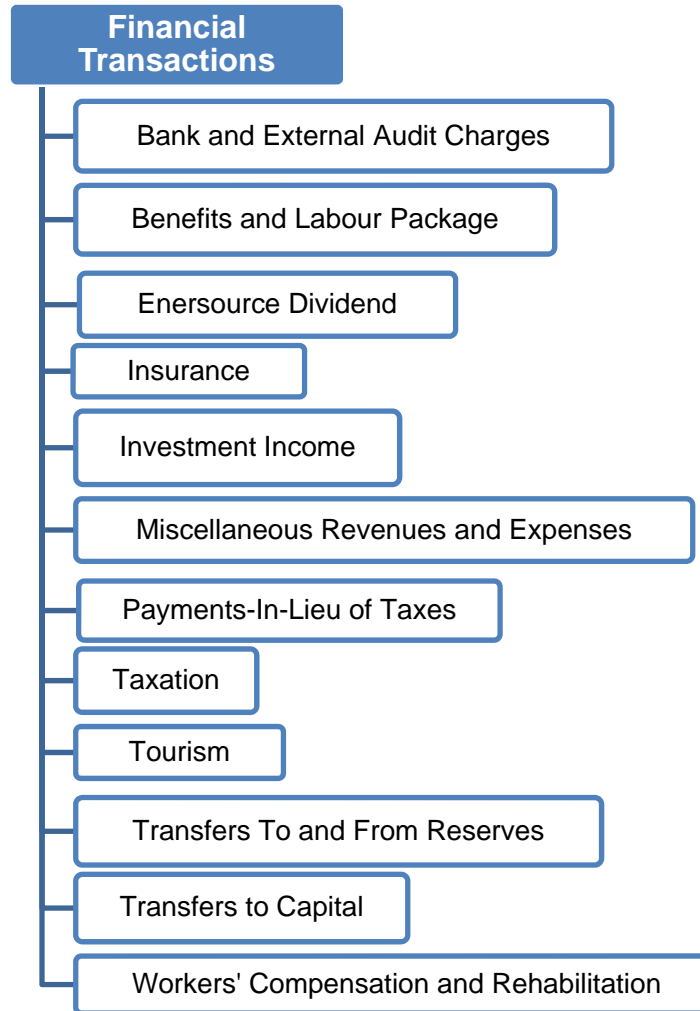 Financial
Transactions
Bank and External Audit Charges
Benefits and Labour Package
Enersource Dividend
Insurance
Investment Income
Miscellaneous Revenues and Expenses
Payments-In-Lieu of Taxes
Taxation
Tourism
Transfers To and From Reserves
Transfers to Capital
Workers' Compensation and Rehabilitation